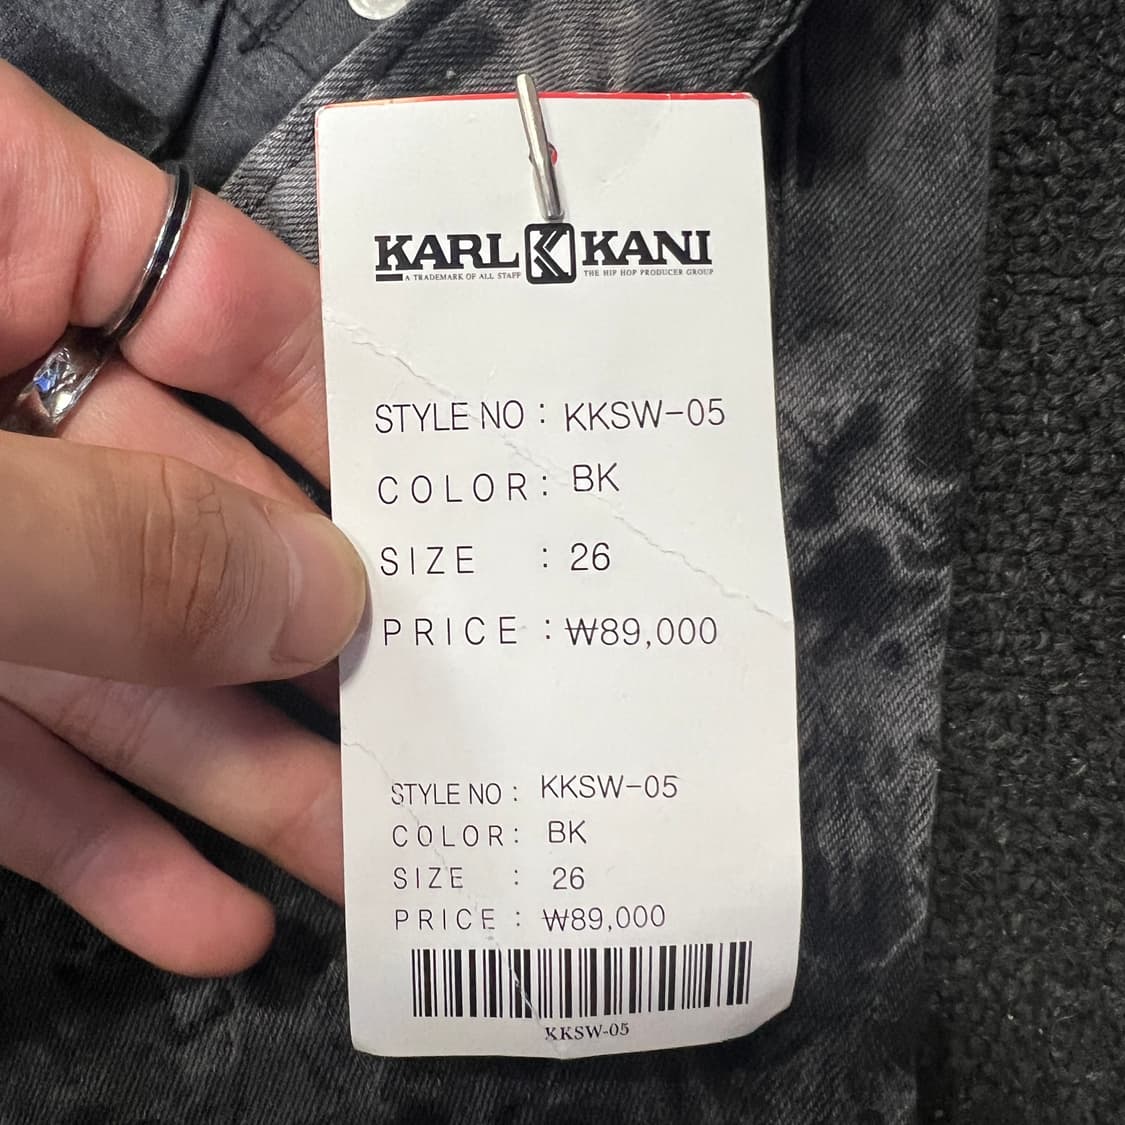 KARL KANI
A TRADEMARK OF ALL STAFF THE HIP HOP PRODUCER GROUP
STYLE NO : KKSW-05
COLOR : BK
SIZE : 26
PRICE : ₩89,000
STYLE NO : KKSW-05
COLOR : BK
SIZE : 26
PRICE : ₩89,000
KKSW-05